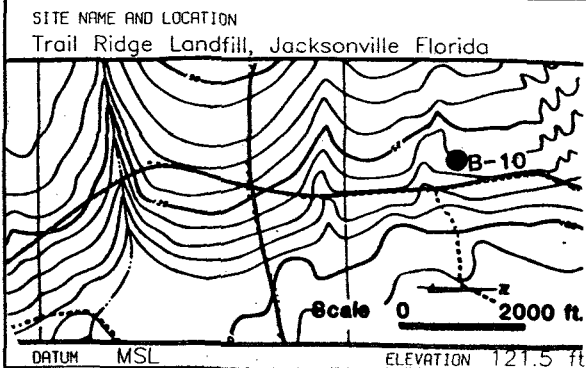 SITE NAME AND LOCATION
Trail Ridge Landfill, Jacksonville Florida
B-10
Z
Scale 0 2000 ft.
DATUM MSL ELEVATION 121.5 ft